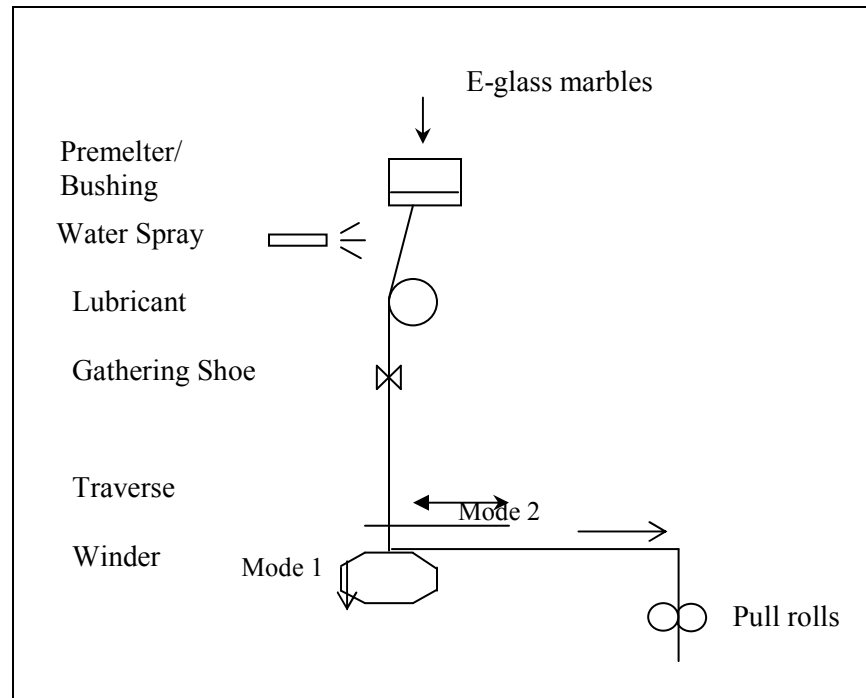 E-glass marbles
Premelter/
Bushing
Water Spray
Lubricant
Gathering Shoe
Traverse
Mode 2
Winder
Mode 1
Pull rolls